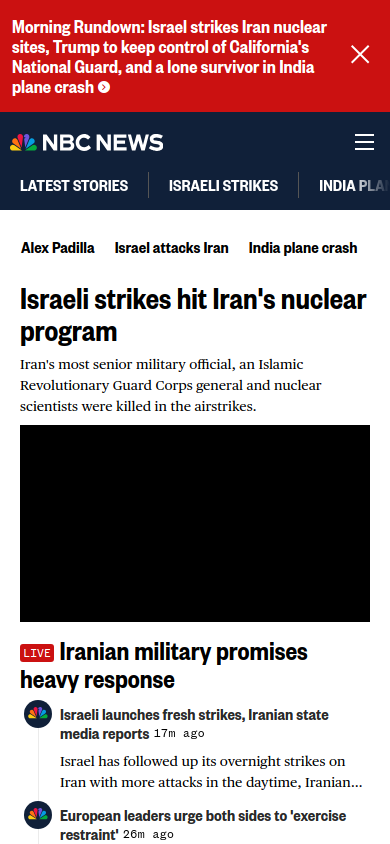 Morning Rundown: Israel strikes Iran nuclear
sites, Trump to keep control of California's
National Guard, and a lone survivor in India
plane crash
NBC NEWS
LATEST STORIES
ISRAELI STRIKES
INDIA PLA
Alex Padilla
Israel attacks Iran
India plane crash
Israeli strikes hit Iran's nuclear
program
Iran's most senior military official, an Islamic
Revolutionary Guard Corps general and nuclear
scientists were killed in the airstrikes.
LIVE Iranian military promises
heavy response
Israeli launches fresh strikes, Iranian state
media reports 17m ago
Israel has followed up its overnight strikes on
Iran with more attacks in the daytime, Iranian...
European leaders urge both sides to 'exercise
restraint' 26m ago